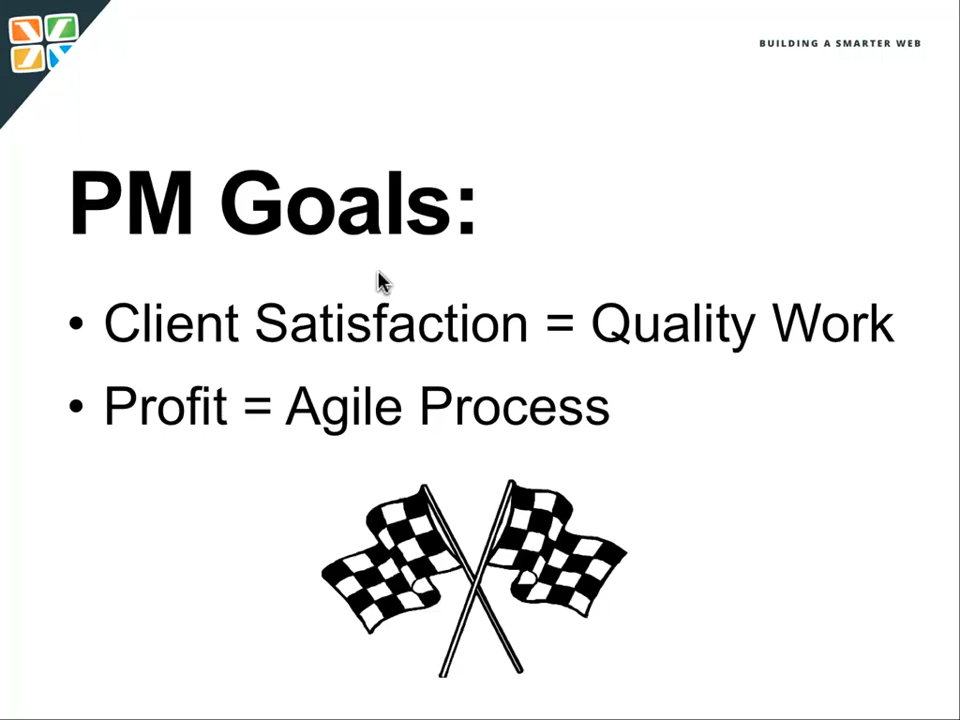 BUILDING A SMARTER WEB
PM Goals:
• Client Satisfaction = Quality Work
• Profit = Agile Process